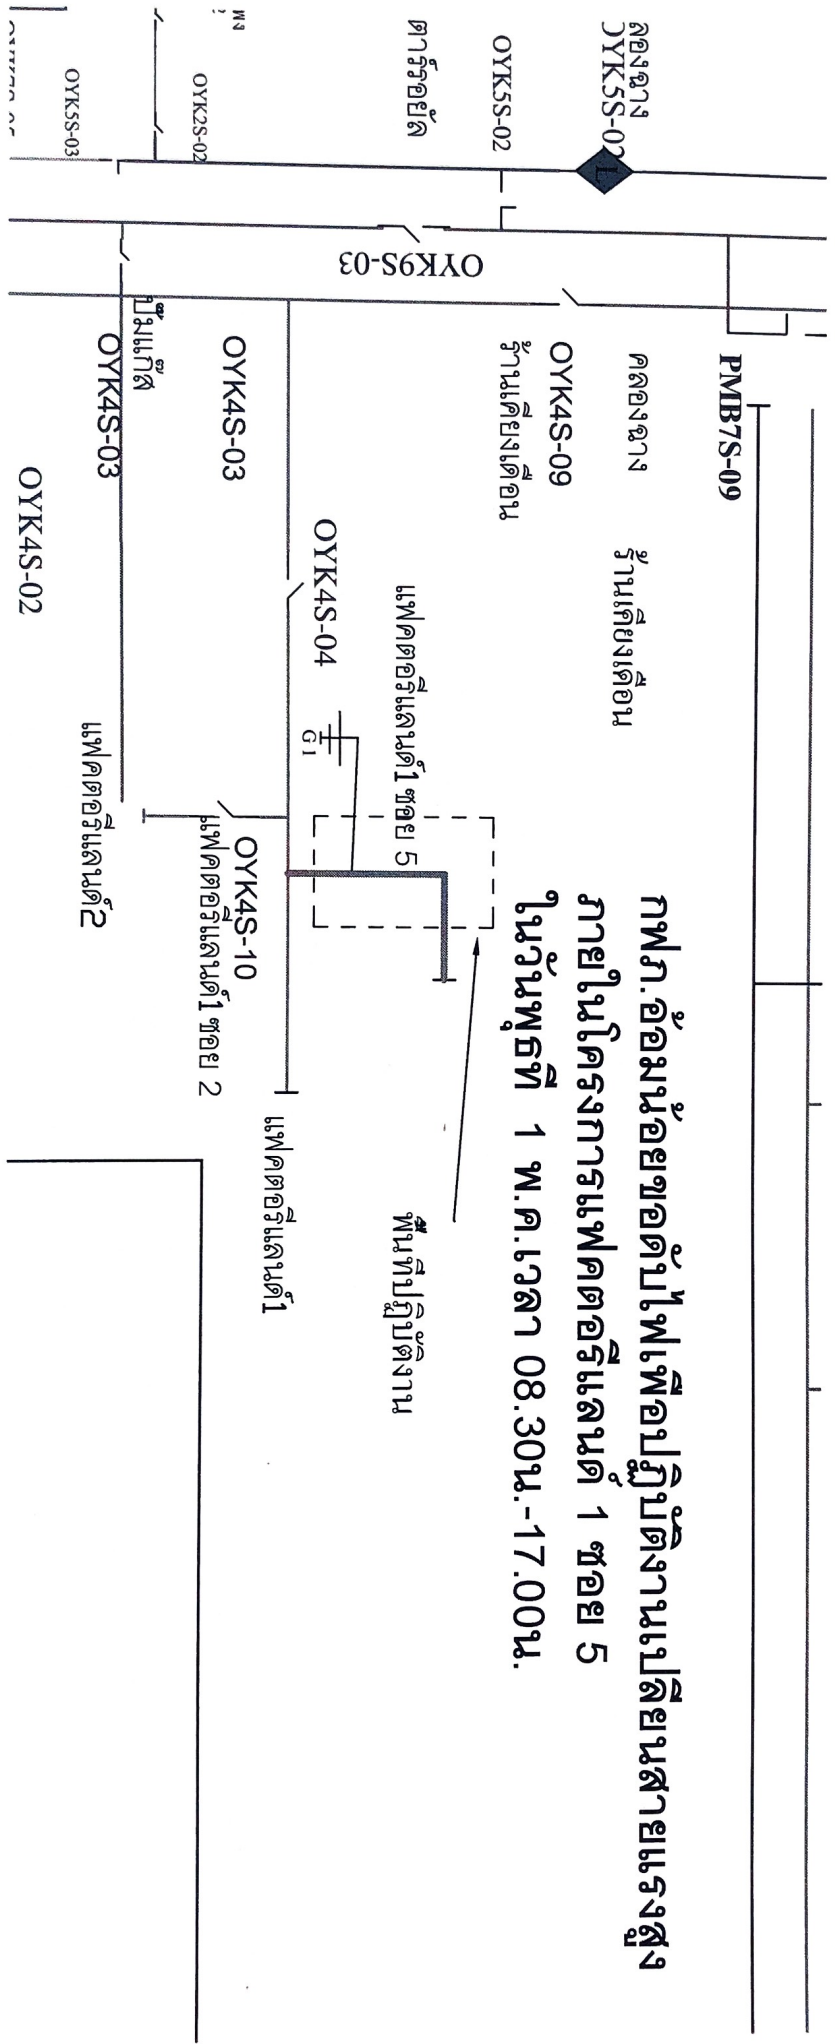 กฟภ.อ้อมน้อยขอดับไฟเพื่อปฏิบัติงานเปลี่ยนสายแรงสูง
ภายในโครงการแฟคตอรี่แลนด์ 1 ซอย 5
ในวันพุธที่ 1 พ.ค.เวลา 08.30น.-17.00น.
PMB7S-09
คลองฉาง
ร้านเคียงเดือน
OYK5S-02
OYK4S-09
ร้านเคียงเดือน
ดาร์รอยัล
OYK9S-03
แฟคตอรี่แลนด์1 ซอย 5
พื้นที่ปฏิบัติงาน
OYK4S-04
G1
OYK2S-02
OYK4S-03
OYK4S-10
แฟคตอรี่แลนด์1 ซอย 2
แฟคตอรี่แลนด์1
ปั๊มแก๊ส
OYK4S-03
แฟคตอรี่แลนด์2
OYK5S-03
OYK4S-02
L